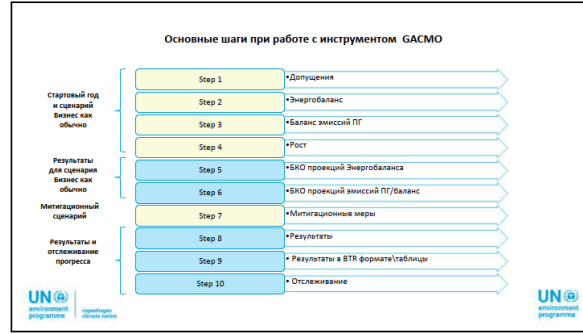 Основные шаги при работе с инструментом GACMO
Стартовый год
и сценарий
Бизнес как
обычно
Step 1
•Допущения
Step 2
•Энергобаланс
Step 3
•Баланс эмиссий ПГ
Step 4
•Рост
Результаты
для сценария
Бизнес как
обычно
Step 5
•БКО проекций Энергобаланса
Step 6
•БКО проекций эмиссий ПГ/баланс
Митигационный
сценарий
Step 7
•Митигационные меры
Результаты и
отслеживание
прогресса
Step 8
•Результаты
Step 9
• Результаты в BTR формате\таблицы
Step 10
• Отслеживание
UN
environment
programme
copenhagen
climate centre
UN
environment
programme